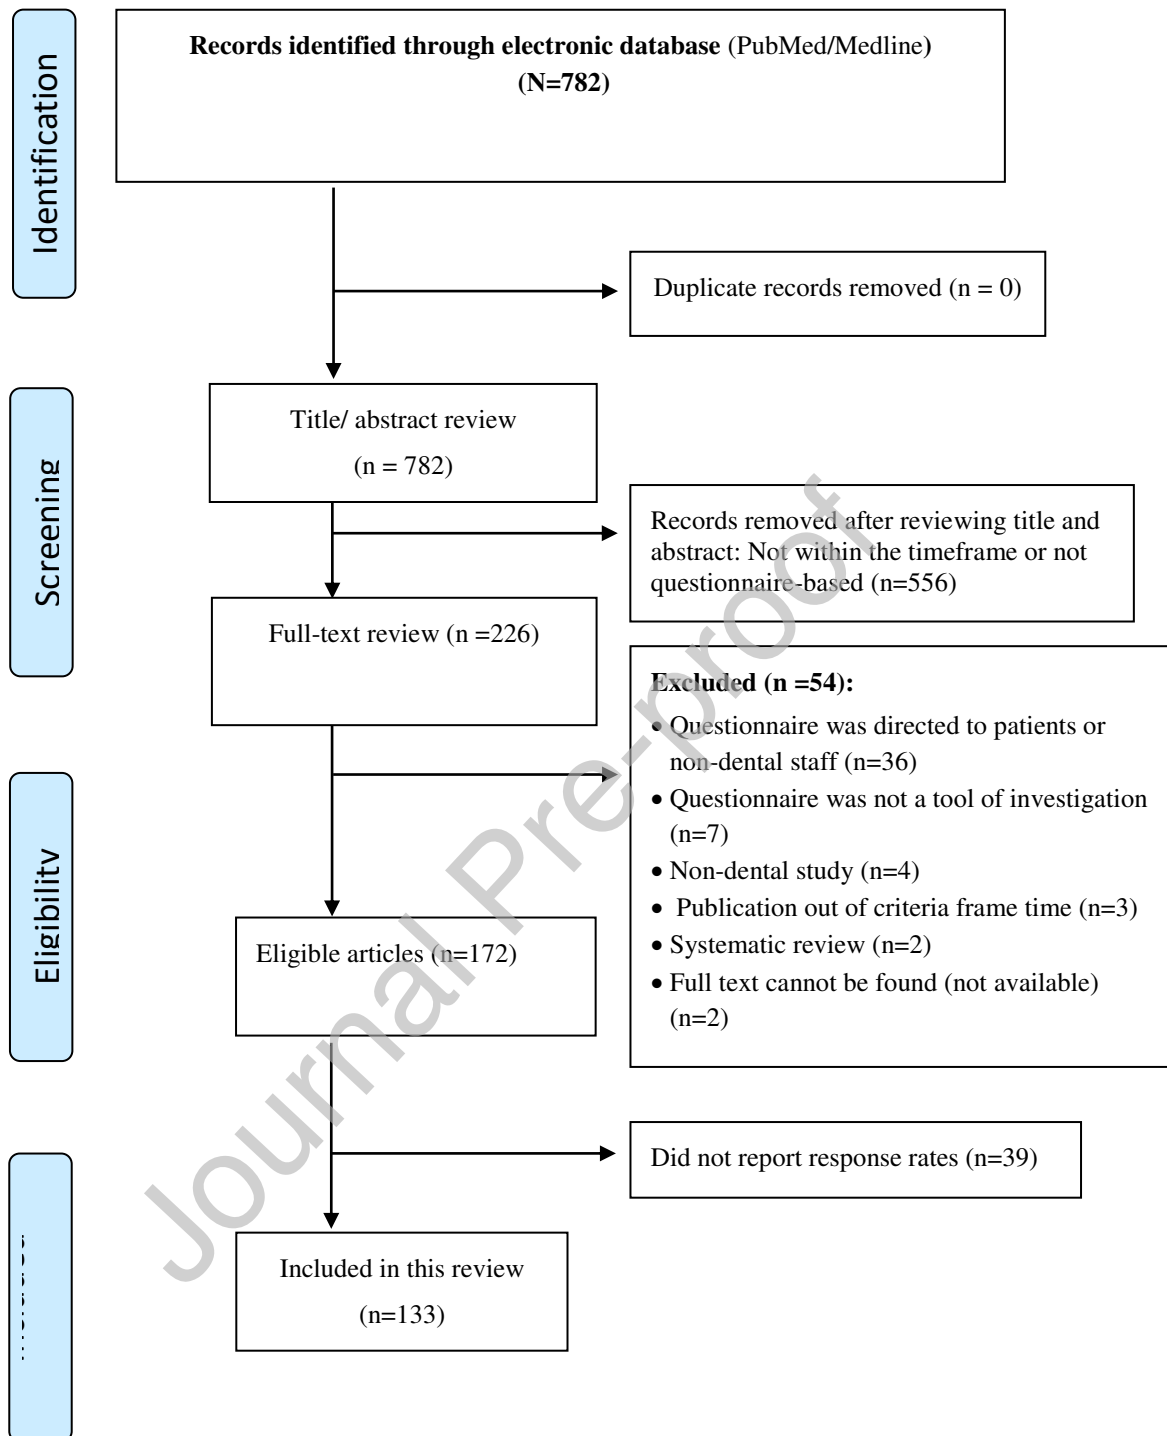 Identification
Records identified through electronic database (PubMed/Medline)
(N=782)
Duplicate records removed (n = 0)
Screening
Title/ abstract review
(n = 782)
Records removed after reviewing title and
abstract: Not within the timeframe or not
questionnaire-based (n=556)
Full-text review (n =226)
Excluded (n =54):
• Questionnaire was directed to patients or
non-dental staff (n=36)
• Questionnaire was not a tool of investigation
(n=7)
• Non-dental study (n=4)
• Publication out of criteria frame time (n=3)
• Systematic review (n=2)
• Full text cannot be found (not available)
(n=2)
Eligibility
Eligible articles (n=172)
Did not report response rates (n=39)
Included in this review
(n=133)
Journal Pre-proof